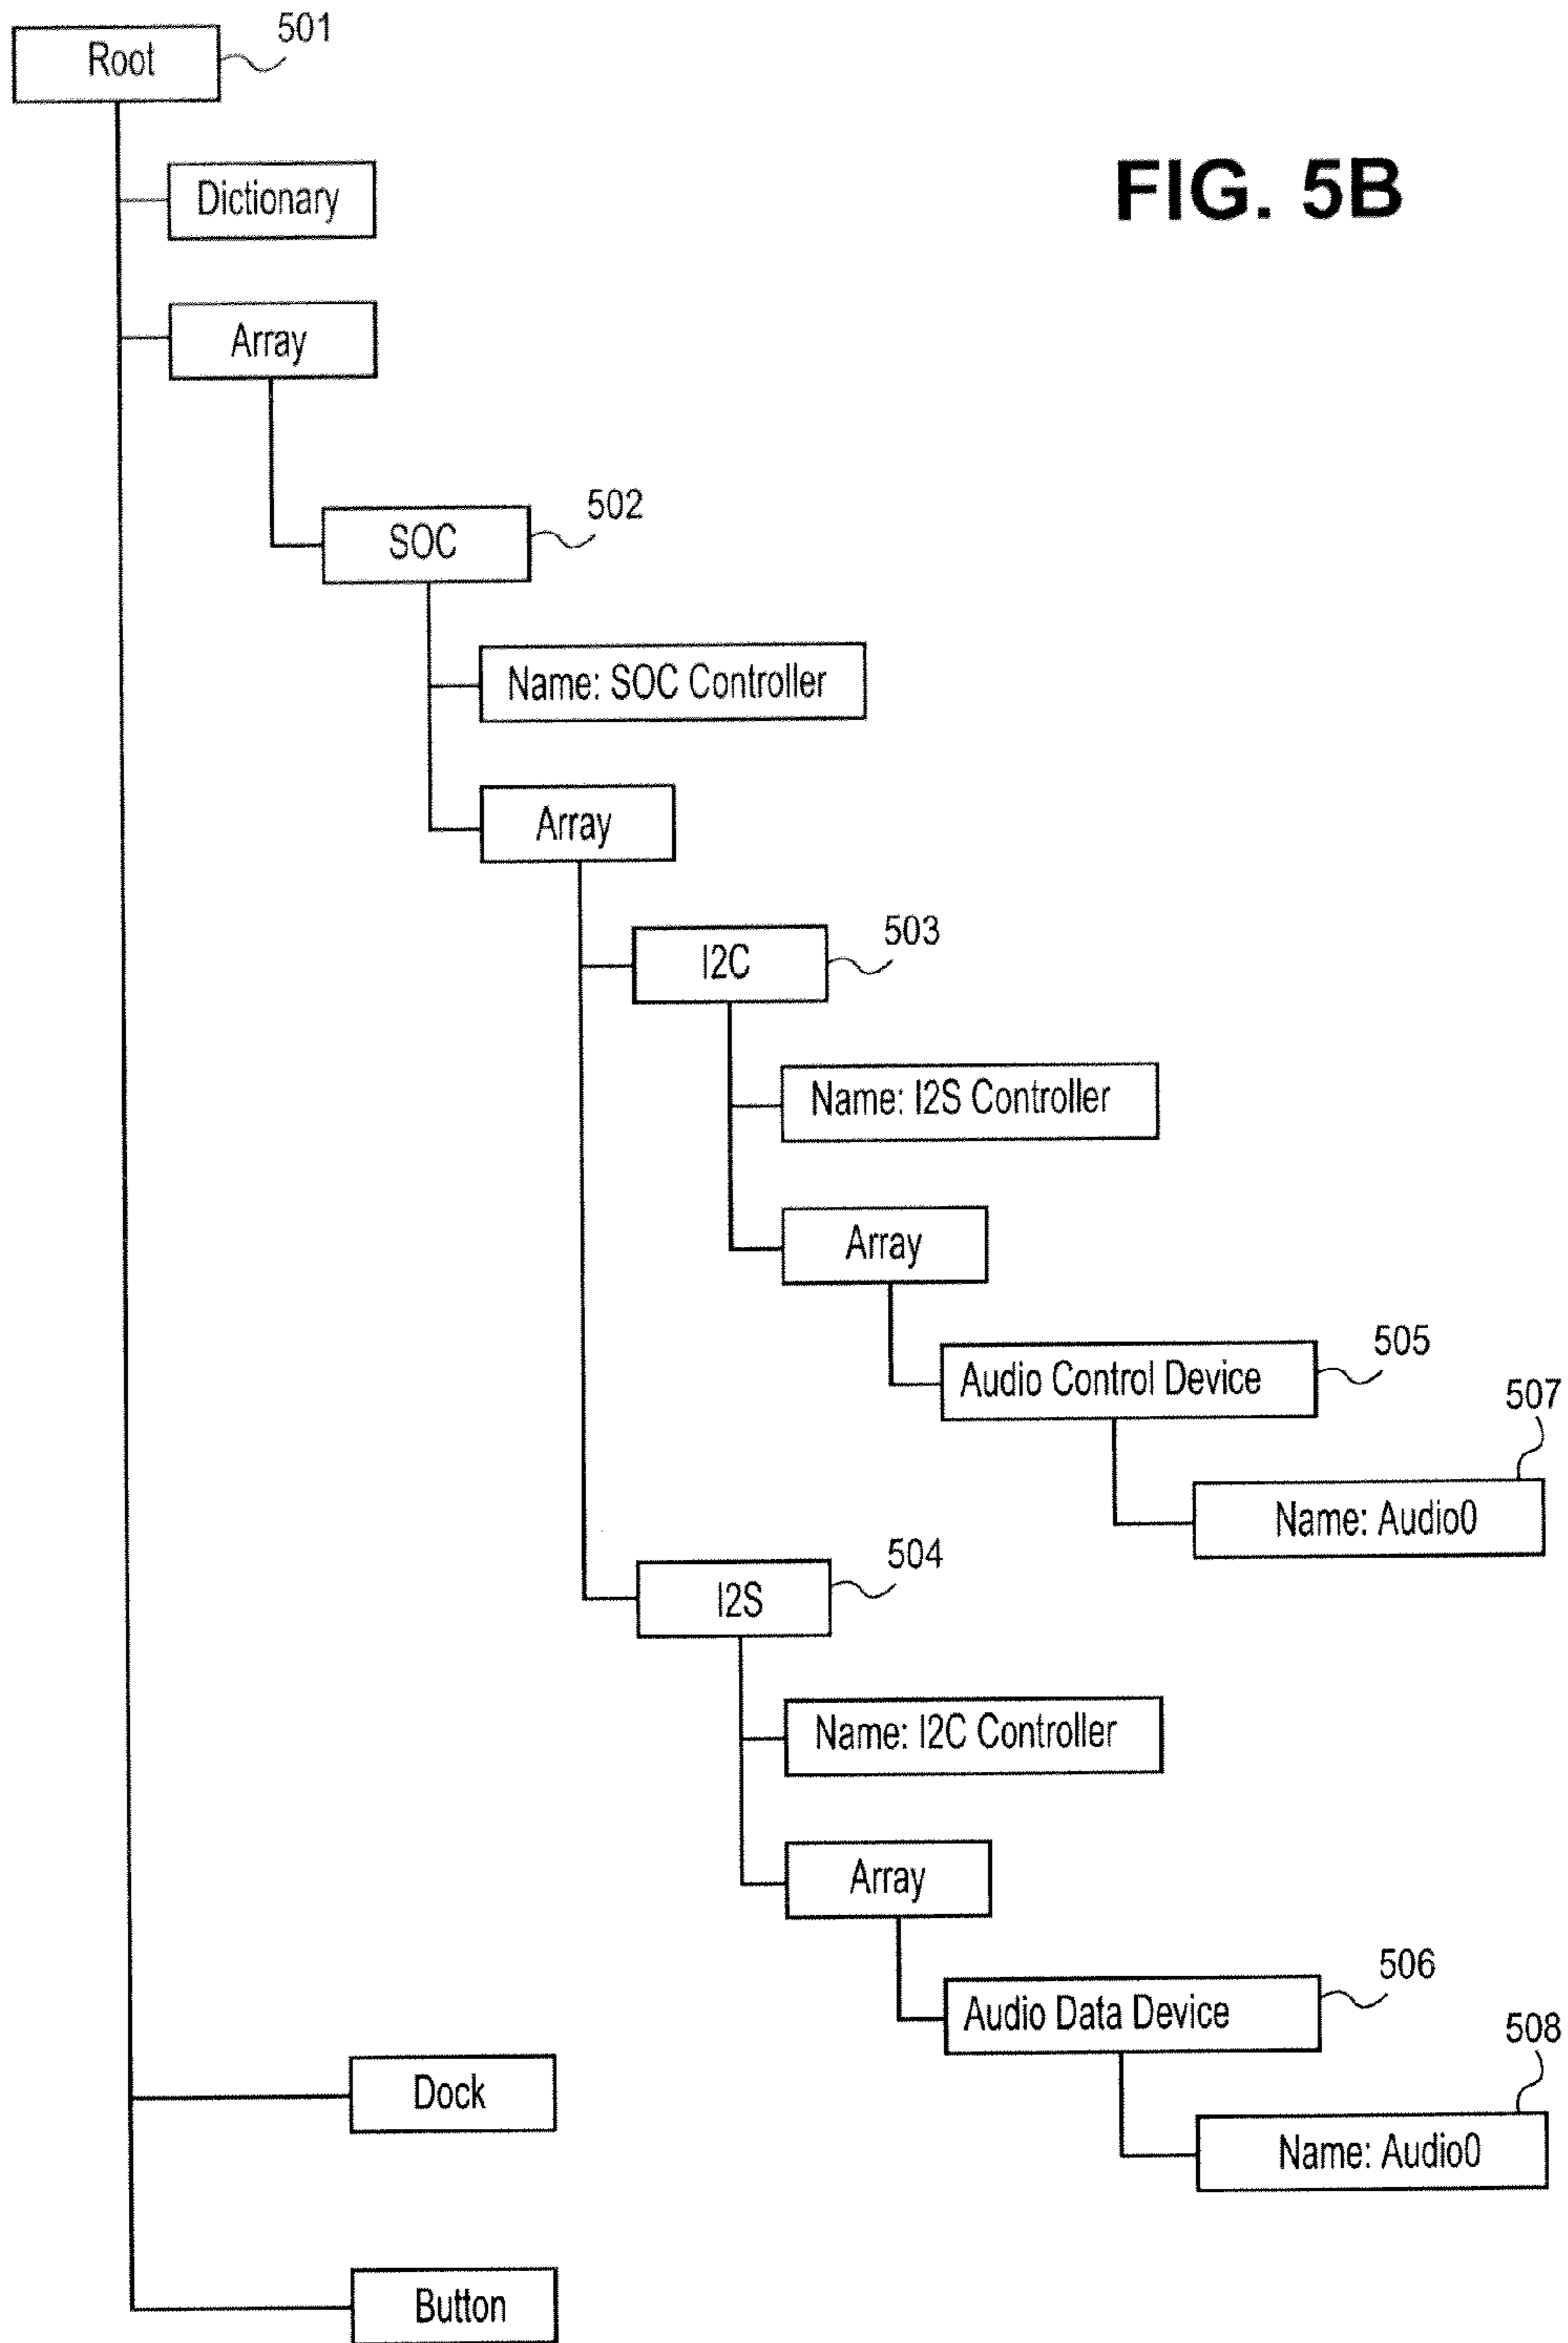 Root
501
FIG. 5B
Dictionary
Array
SOC
502
Name: SOC Controller
Array
I2C
503
Name: I2S Controller
Array
Audio Control Device
505
507
Name: Audio0
I2S
504
Name: I2C Controller
Array
Audio Data Device
506
508
Name: Audio0
Dock
Button